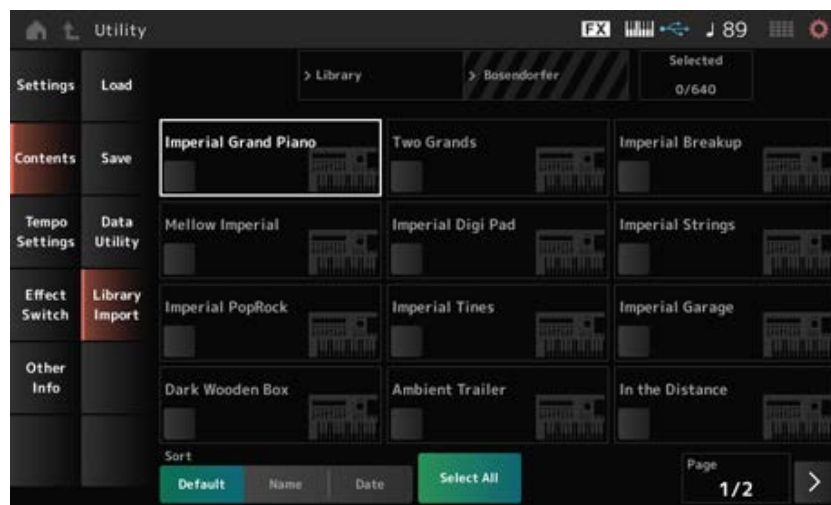 Utility
FX
89
Settings
Load
> Library
> Bosendorfer
Selected
0/640
Contents
Save
Imperial Grand Piano
Two Grands
Imperial Breakup
Tempo
Settings
Data
Utility
Mellow Imperial
Imperial Digi Pad
Imperial Strings
Effect
Switch
Library
Import
Imperial PopRock
Imperial Tines
Imperial Garage
Other
Info
Dark Wooden Box
Ambient Trailer
In the Distance
Sort
Default
Name
Date
Select All
Page
1/2